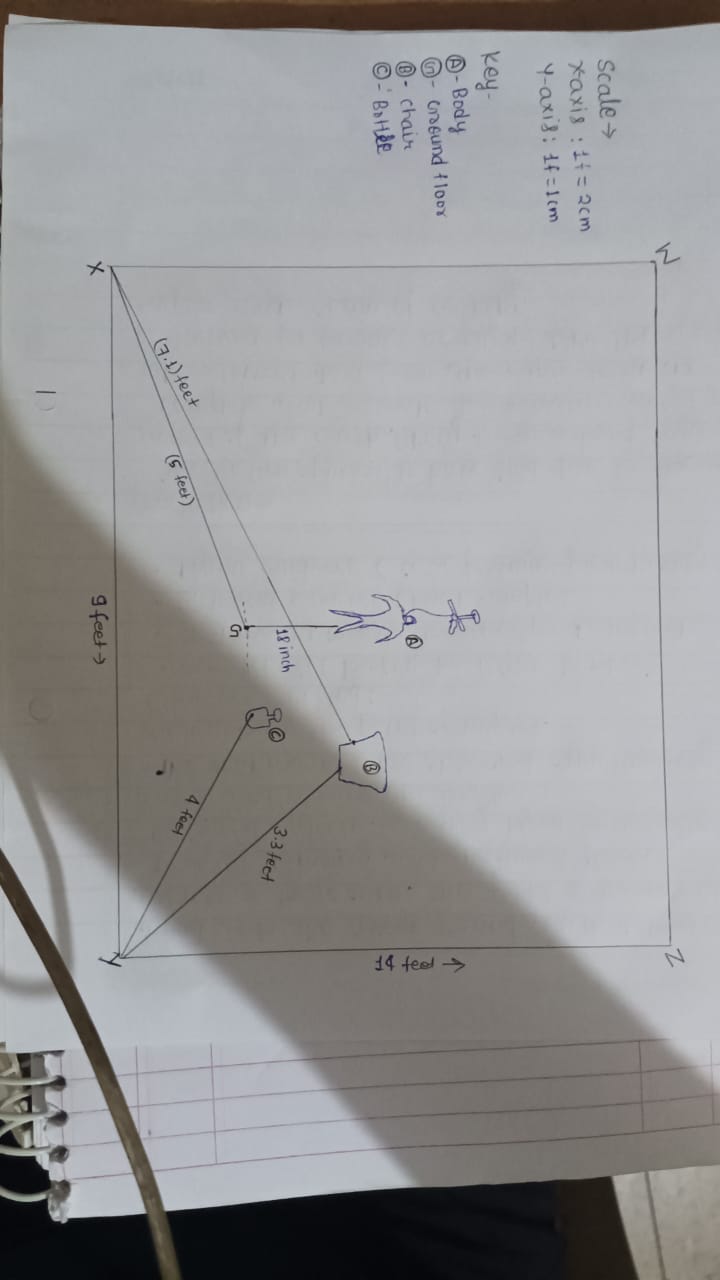 W
Z
Scale →
X-axis : 1f = 2cm
Y-axis : 1f = 1cm
Key-
Ⓐ - Body
Ⓖ - Ground floor
Ⓑ - chair
Ⓒ - Bottle
Ⓐ
Ⓑ
14 feet →
18 inch
Ⓒ
3.3 feet
G
(7.1) feet
(5 feet)
4 feet
X
9 feet →
Y